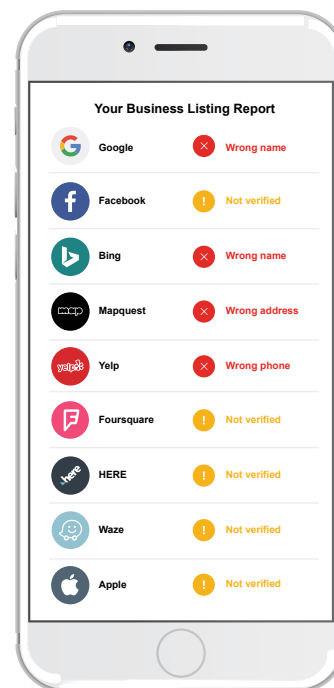 Your Business Listing Report
G Google Wrong name
f Facebook Not verified
b Bing Wrong name
map Mapquest Wrong address
yelp Yelp Wrong phone
F Foursquare ! Not verified
here HERE ! Not verified
Waze ! Not verified
Apple ! Not verified